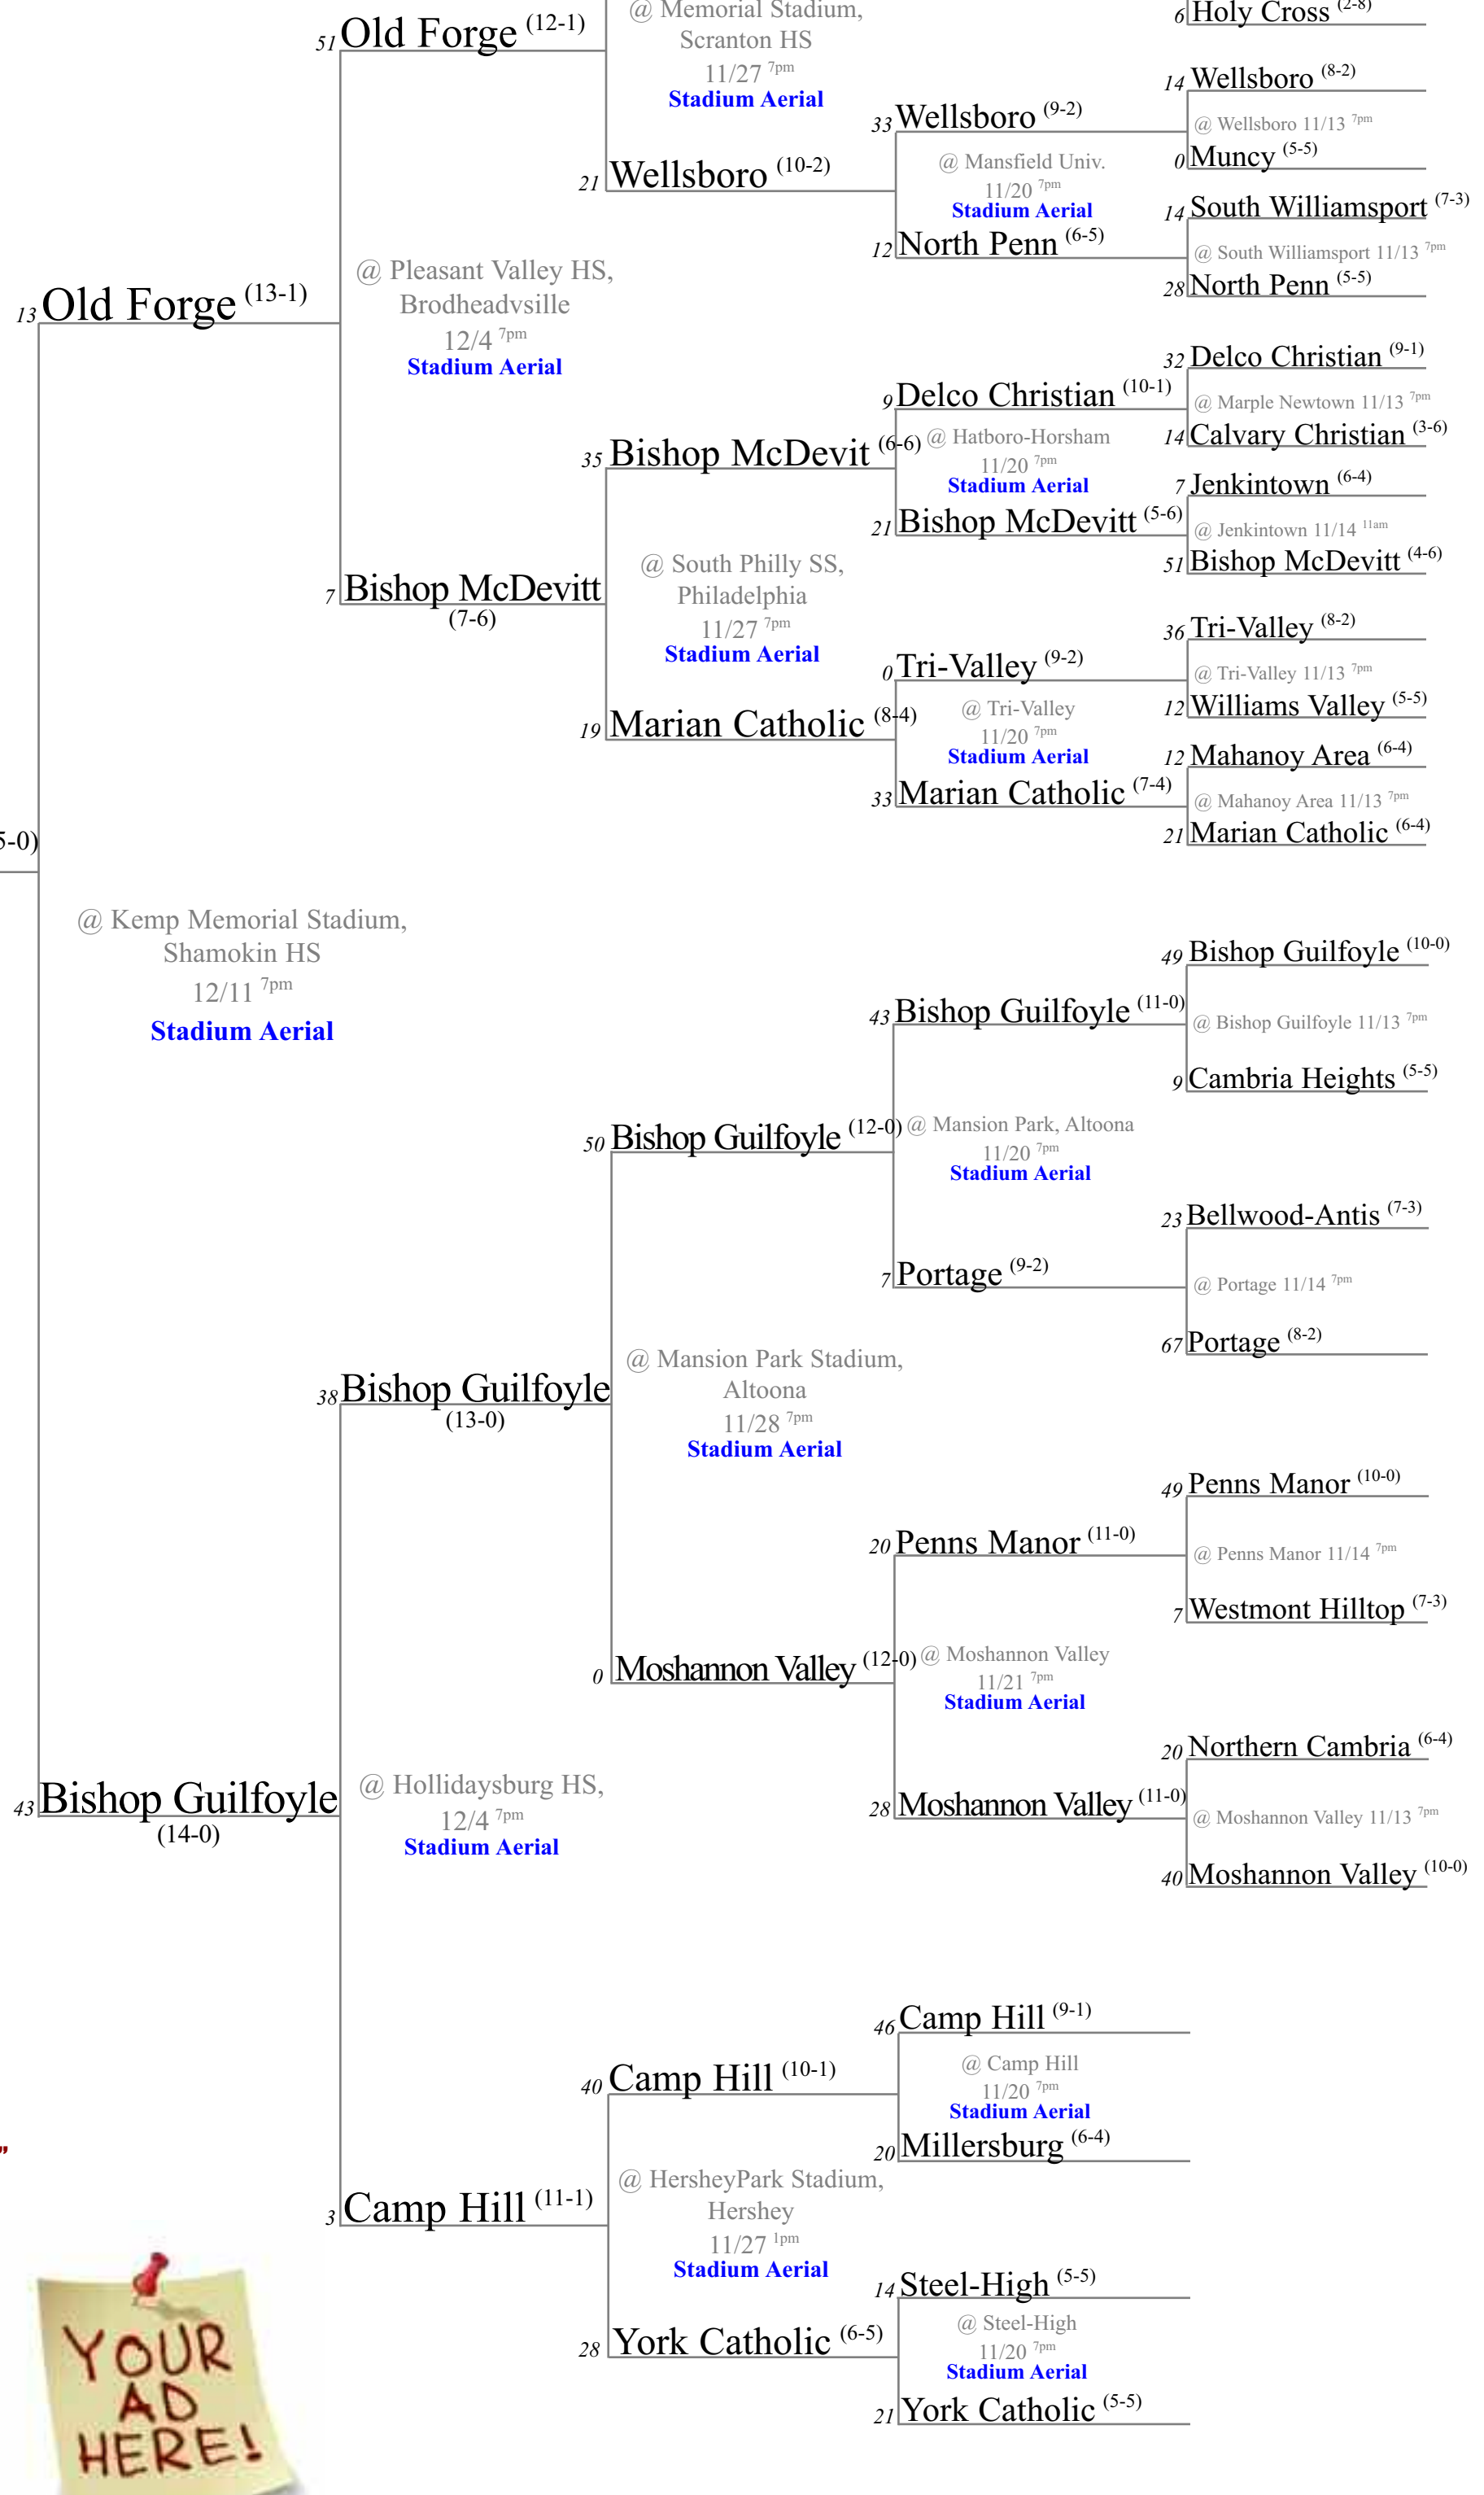 @ Memorial Stadium,
Scranton HS
11/27 7pm
Stadium Aerial
6 Holy Cross (2-8)
51 Old Forge (12-1)
14 Wellsboro (8-2)
@ Wellsboro 11/13 7pm
0 Muncy (5-5)
33 Wellsboro (9-2)
@ Mansfield Univ.
11/20 7pm
Stadium Aerial
21 Wellsboro (10-2)
12 North Penn (6-5)
14 South Williamsport (7-3)
@ South Williamsport 11/13 7pm
28 North Penn (5-5)
13 Old Forge (13-1)
@ Pleasant Valley HS,
Brodheadvsille
12/4 7pm
Stadium Aerial
32 Delco Christian (9-1)
@ Marple Newtown 11/13 7pm
14 Calvary Christian (3-6)
9 Delco Christian (10-1)
@ Hatboro-Horsham
11/20 7pm
Stadium Aerial
35 Bishop McDevit (6-6)
21 Bishop McDevitt (5-6)
7 Jenkintown (6-4)
@ Jenkintown 11/14 11am
51 Bishop McDevitt (4-6)
7 Bishop McDevitt
(7-6)
@ South Philly SS,
Philadelphia
11/27 7pm
Stadium Aerial
36 Tri-Valley (8-2)
@ Tri-Valley 11/13 7pm
12 Williams Valley (5-5)
0 Tri-Valley (9-2)
@ Tri-Valley
11/20 7pm
Stadium Aerial
19 Marian Catholic (8-4)
33 Marian Catholic (7-4)
12 Mahanoy Area (6-4)
@ Mahanoy Area 11/13 7pm
21 Marian Catholic (6-4)
5-0)
@ Kemp Memorial Stadium,
Shamokin HS
12/11 7pm
Stadium Aerial
49 Bishop Guilfoyle (10-0)
@ Bishop Guilfoyle 11/13 7pm
9 Cambria Heights (5-5)
43 Bishop Guilfoyle (11-0)
@ Mansion Park, Altoona
11/20 7pm
Stadium Aerial
50 Bishop Guilfoyle (12-0)
7 Portage (9-2)
23 Bellwood-Antis (7-3)
@ Portage 11/14 7pm
67 Portage (8-2)
38 Bishop Guilfoyle
(13-0)
@ Mansion Park Stadium,
Altoona
11/28 7pm
Stadium Aerial
49 Penns Manor (10-0)
@ Penns Manor 11/14 7pm
7 Westmont Hilltop (7-3)
20 Penns Manor (11-0)
@ Moshannon Valley
11/21 7pm
Stadium Aerial
0 Moshannon Valley (12-0)
28 Moshannon Valley (11-0)
20 Northern Cambria (6-4)
@ Moshannon Valley 11/13 7pm
40 Moshannon Valley (10-0)
43 Bishop Guilfoyle
(14-0)
@ Hollidaysburg HS,
12/4 7pm
Stadium Aerial
46 Camp Hill (9-1)
@ Camp Hill
11/20 7pm
Stadium Aerial
20 Millersburg (6-4)
40 Camp Hill (10-1)
@ HersheyPark Stadium,
Hershey
11/27 1pm
Stadium Aerial
3 Camp Hill (11-1)
28 York Catholic (6-5)
14 Steel-High (5-5)
@ Steel-High
11/20 7pm
Stadium Aerial
21 York Catholic (5-5)
"
YOUR
AD
HERE!